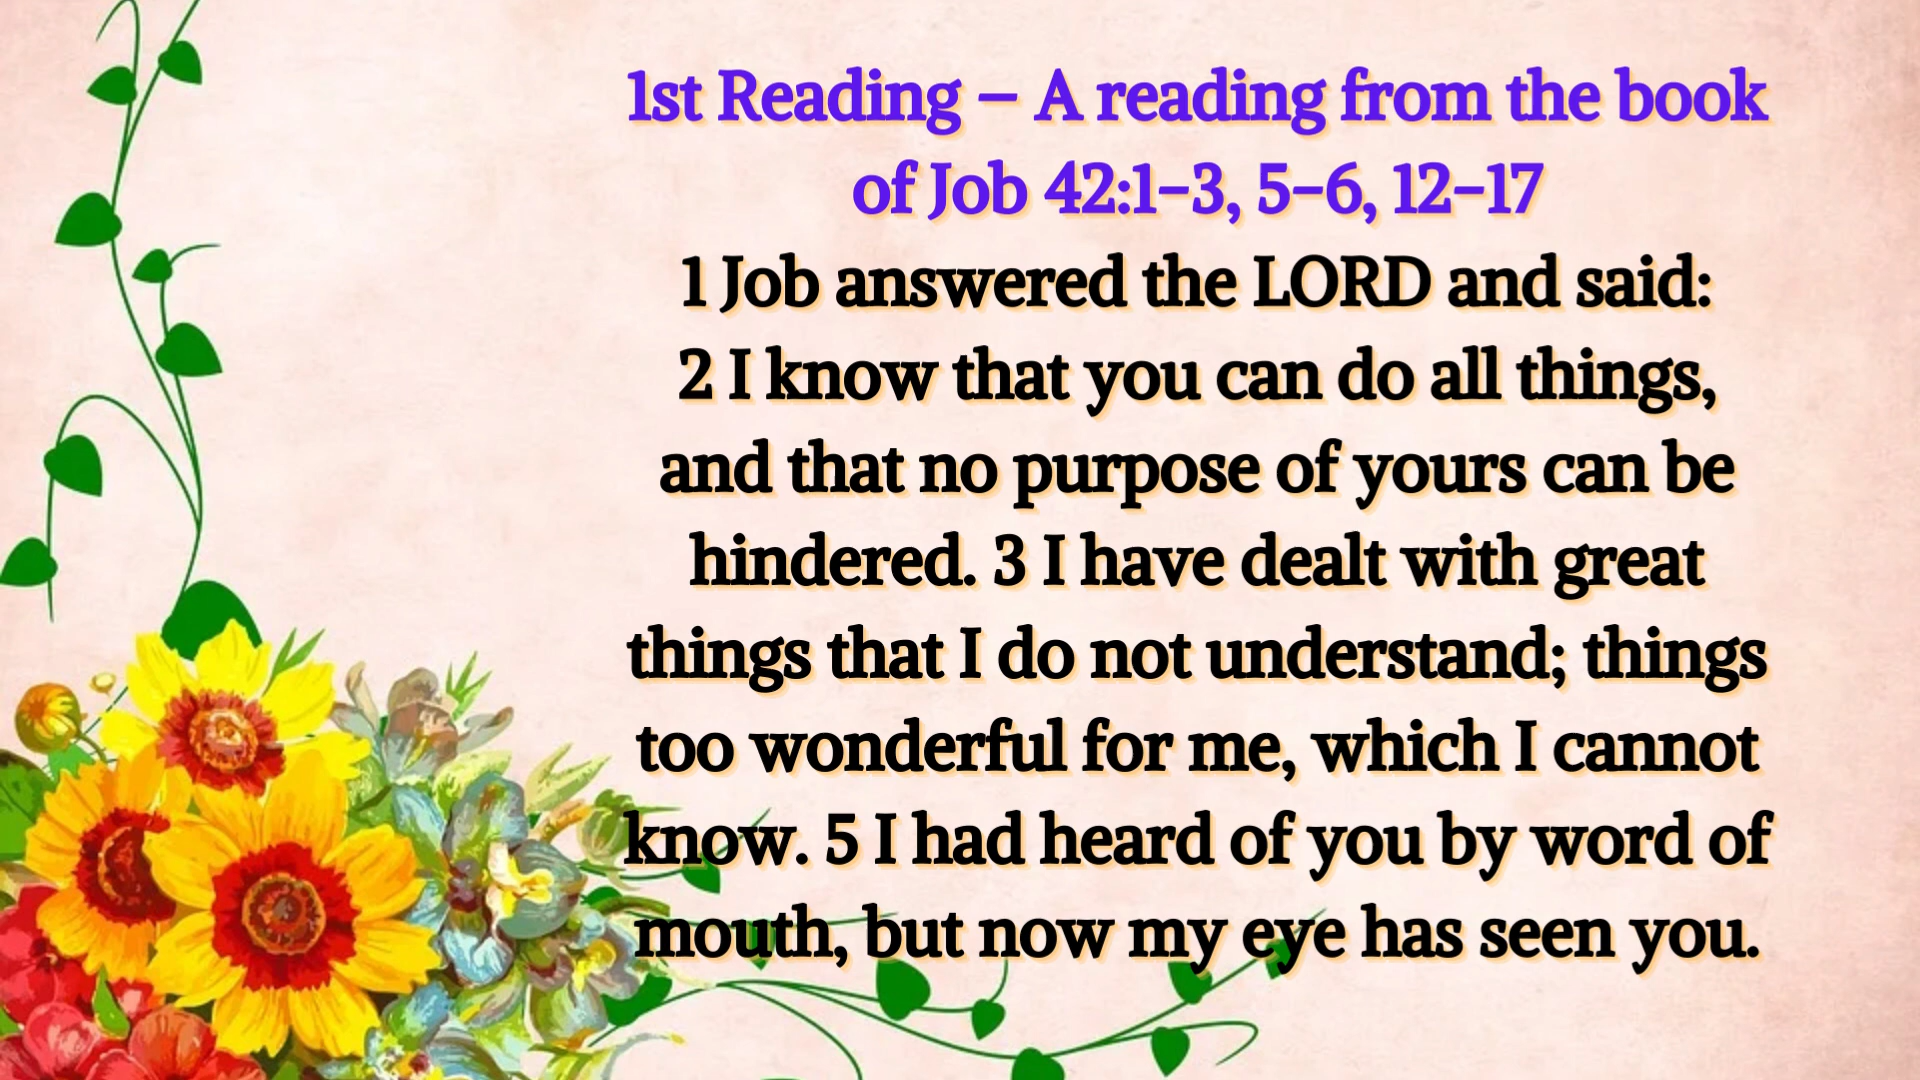 1st Reading – A reading from the book
of Job 42:1–3, 5–6, 12–17
1 Job answered the LORD and said:
2 I know that you can do all things,
and that no purpose of yours can be
hindered. 3 I have dealt with great
things that I do not understand; things
too wonderful for me, which I cannot
know. 5 I had heard of you by word of
mouth, but now my eye has seen you.